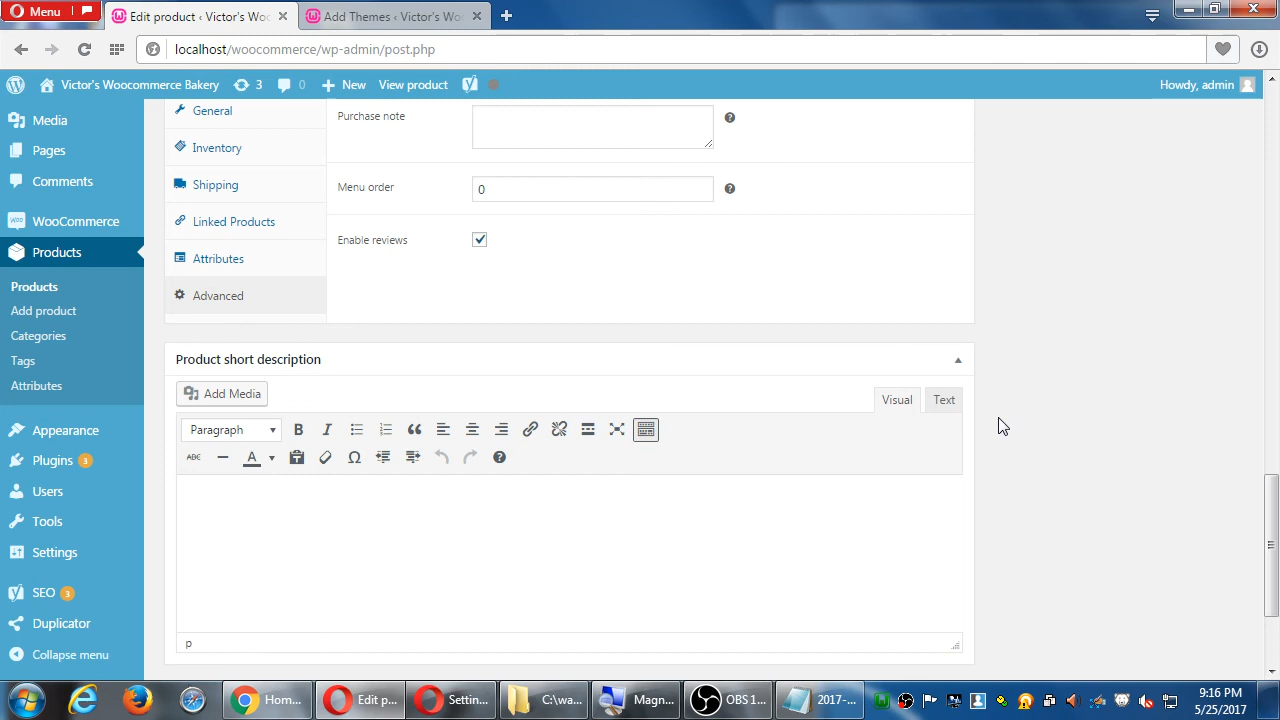 Menu
Edit product ‹ Victor's Woo
Add Themes ‹ Victor's Wo
localhost/woocommerce/wp-admin/post.php
Victor's Woocommerce Bakery
3
0
New
View product
Howdy, admin
Media
Pages
Comments
WooCommerce
Products
Products
Add product
Categories
Tags
Attributes
Appearance
Plugins 3
Users
Tools
Settings
SEO 3
Duplicator
Collapse menu
General
Inventory
Shipping
Linked Products
Attributes
Advanced
Purchase note
Menu order
0
Enable reviews
Product short description
Add Media
Visual
Text
Paragraph
B I
ABC
A
p
Home...
Edit p...
Settin...
C:\wa...
Magn...
OBS 1...
2017-...
9:16 PM
5/25/2017